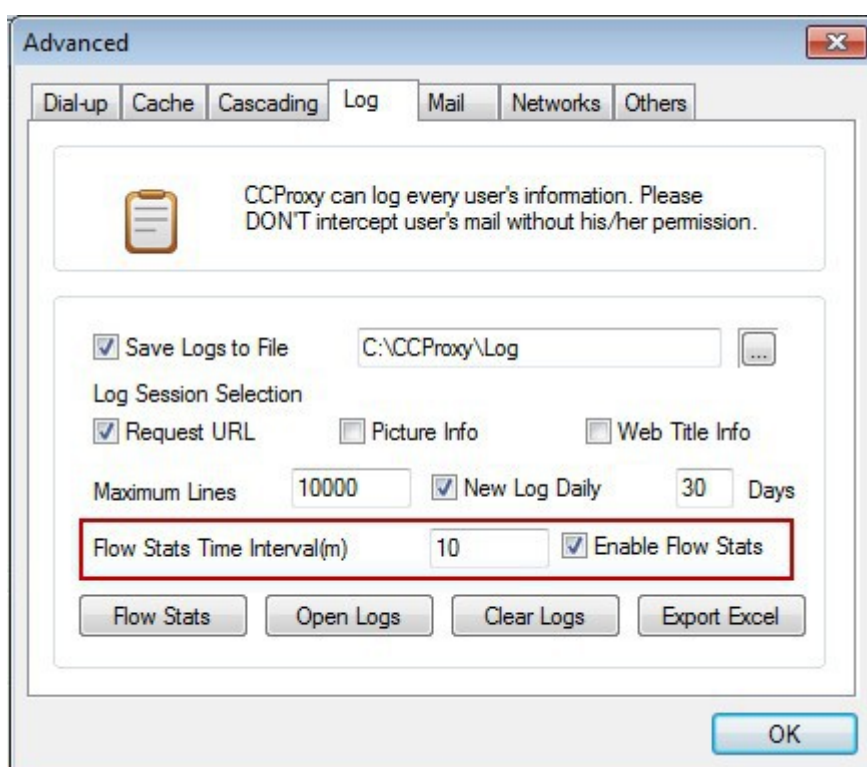 Advanced
Dial-up Cache Cascading Log Mail Networks Others
CCProxy can log every user's information. Please
DON'T intercept user's mail without his/her permission.
Save Logs to File C:\CCProxy\Log ...
Log Session Selection
Request URL Picture Info Web Title Info
Maximum Lines 10000 New Log Daily 30 Days
Flow Stats Time Interval(m) 10 Enable Flow Stats
Flow Stats Open Logs Clear Logs Export Excel
OK